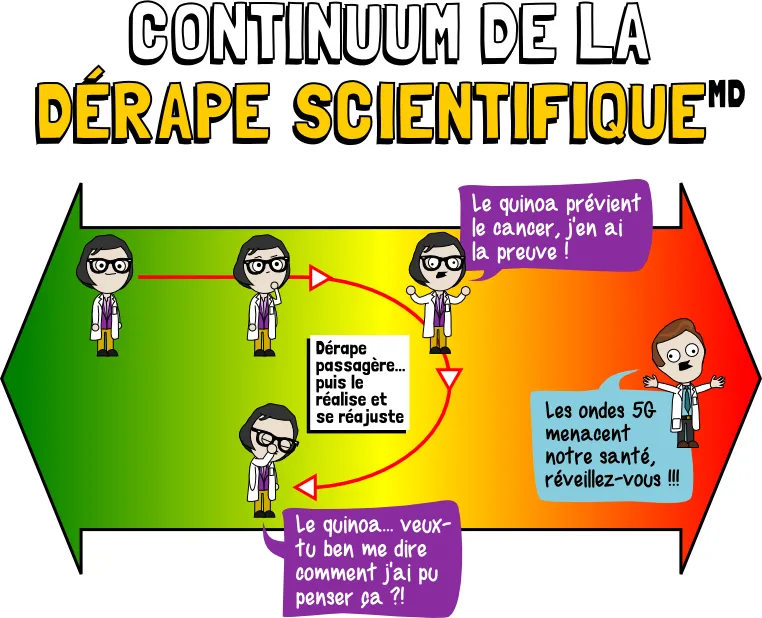 CONTINUUM DE LA
DÉRAPE SCIENTIFIQUE MD
Le quinoa prévient
le cancer, j'en ai
la preuve !
Dérape
passagère...
puis le
réalise et
se réajuste
Les ondes 5G
menacent
notre santé,
réveillez-vous !!!
Le quinoa... veux-
tu ben me dire
comment j'ai pu
penser ça ?!